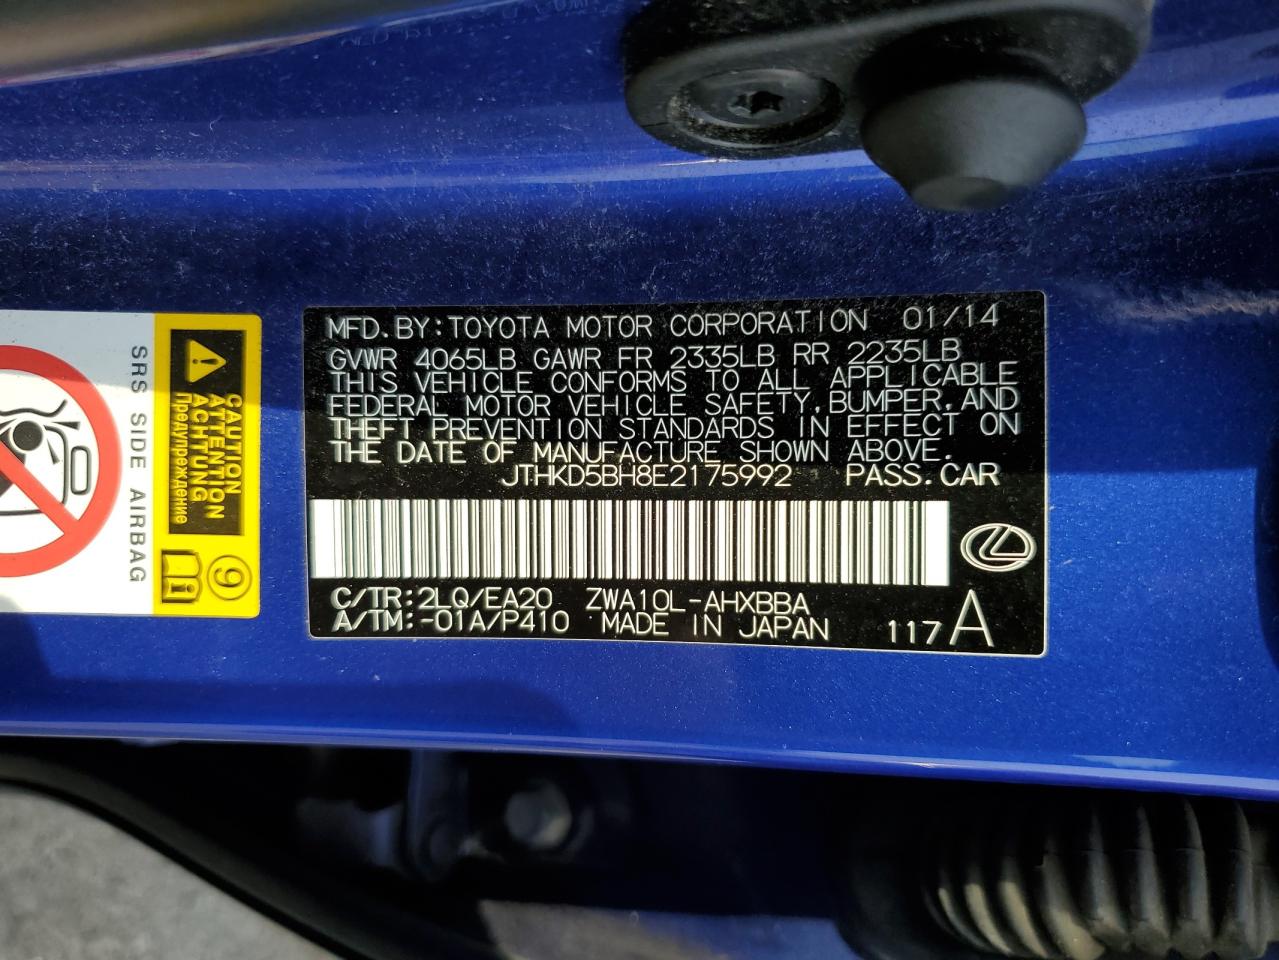 MFD.BY:TOYOTA MOTOR CORPORATION 01/14
GVWR 4065LB GAWR FR 2335LB RR 2235LB
THIS VEHICLE CONFORMS TO ALL APPLICABLE
FEDERAL MOTOR VEHICLE SAFETY,BUMPER,AND
THEFT PREVENTION STANDARDS IN EFFECT ON
THE DATE OF MANUFACTURE SHOWN ABOVE.
JTHKD5BH8E2175992 PASS.CAR
C/TR:2LQ/EA20 ZWA10L-AHXBBA
A/TM:-01A/P410 MADE IN JAPAN 117A
CAUTION
ATTENTION
ACHTUNG
Предупреждение
SRS SIDE AIRBAG
9